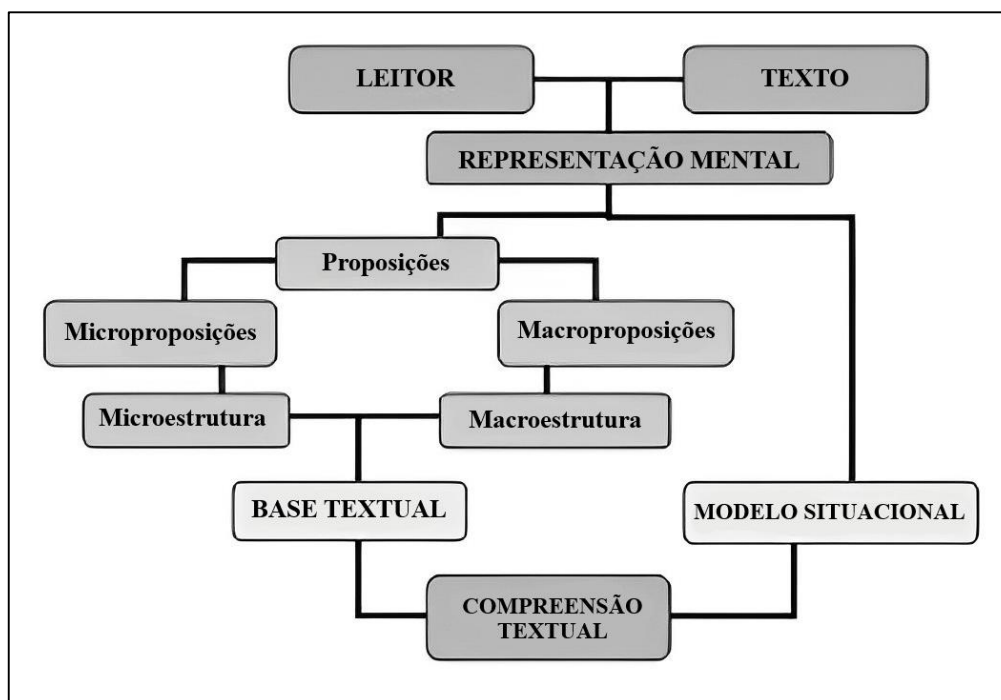 LEITOR
TEXTO
REPRESENTAÇÃO MENTAL
Proposições
Microproposições
Macroproposições
Microestrutura
Macroestrutura
BASE TEXTUAL
MODELO SITUACIONAL
COMPREENSÃO
TEXTUAL